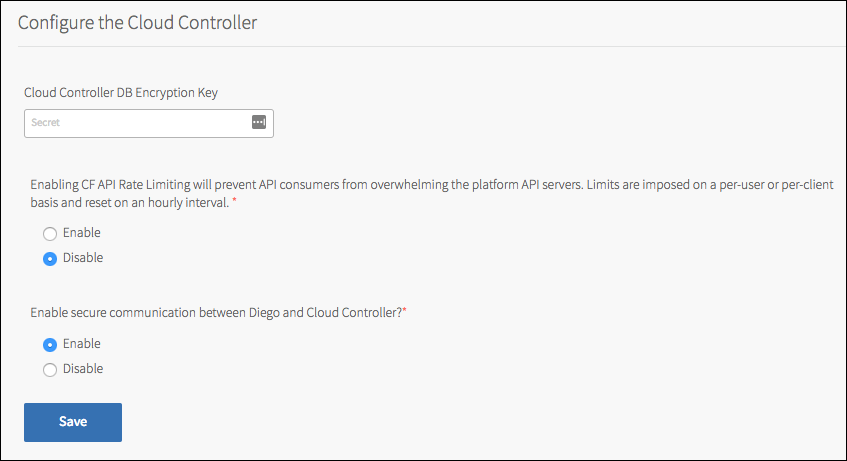 Configure the Cloud Controller
Cloud Controller DB Encryption Key
Secret
Enabling CF API Rate Limiting will prevent API consumers from overwhelming the platform API servers. Limits are imposed on a per-user or per-client
basis and reset on an hourly interval. *
Enable
Disable
Enable secure communication between Diego and Cloud Controller?*
Enable
Disable
Save